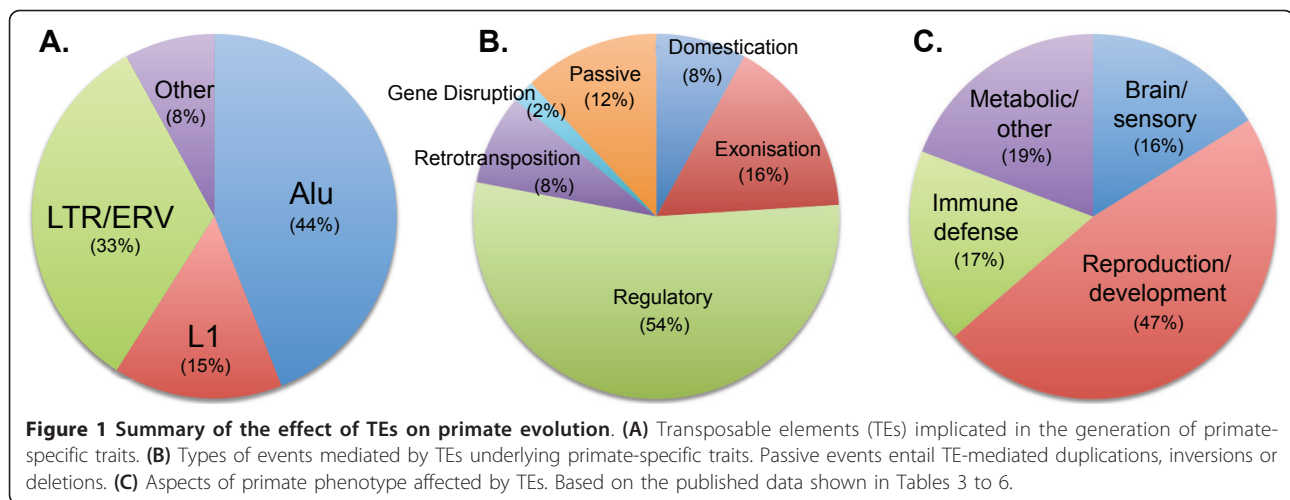 A.
Other
(8%)
Alu
(44%)
LTR/ERV
(33%)
L1
(15%)
B.
Domestication
(8%)
Passive
(12%)
Gene Disruption
(2%)
Exonisation
(16%)
Retrotransposition
(8%)
Regulatory
(54%)
C.
Brain/
sensory
(16%)
Metabolic/
other
(19%)
Immune
defense
(17%)
Reproduction/
development
(47%)
Figure 1 Summary of the effect of TEs on primate evolution. (A) Transposable elements (TEs) implicated in the generation of primate-
specific traits. (B) Types of events mediated by TEs underlying primate-specific traits. Passive events entail TE-mediated duplications, inversions or
deletions. (C) Aspects of primate phenotype affected by TEs. Based on the published data shown in Tables 3 to 6.